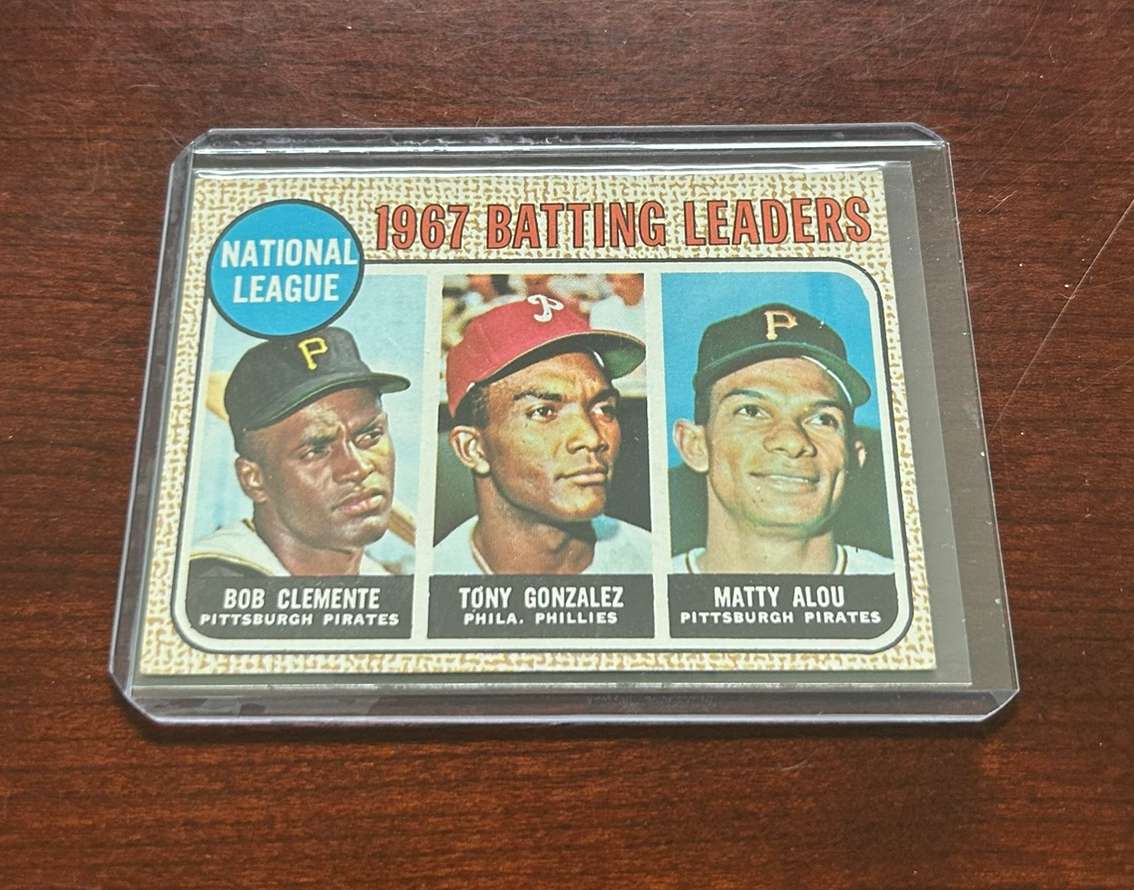 1967 BATTING LEADERS
NATIONAL
LEAGUE
P
P
P
BOB CLEMENTE
PITTSBURGH PIRATES
TONY GONZALEZ
PHILA. PHILLIES
MATTY ALOU
PITTSBURGH PIRATES